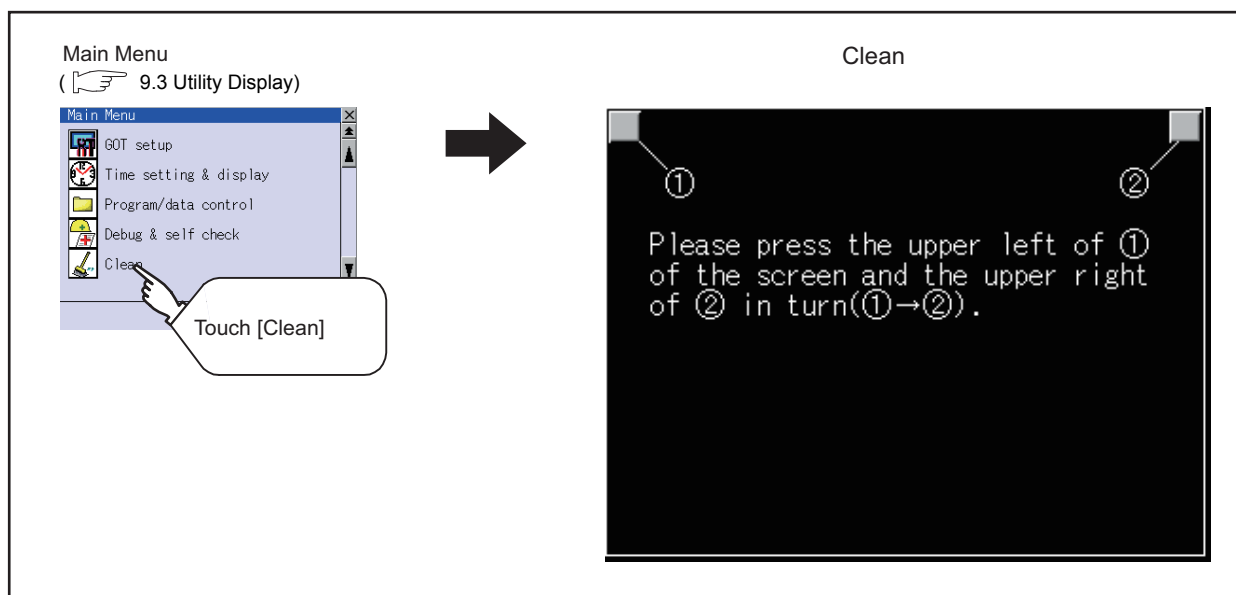 Main Menu
( 9.3 Utility Display)
Clean
Main Menu
GOT setup
Time setting & display
Program/data control
Debug & self check
Clean
Touch [Clean]
①
②
Please press the upper left of ①
of the screen and the upper right
of ② in turn(①→②).